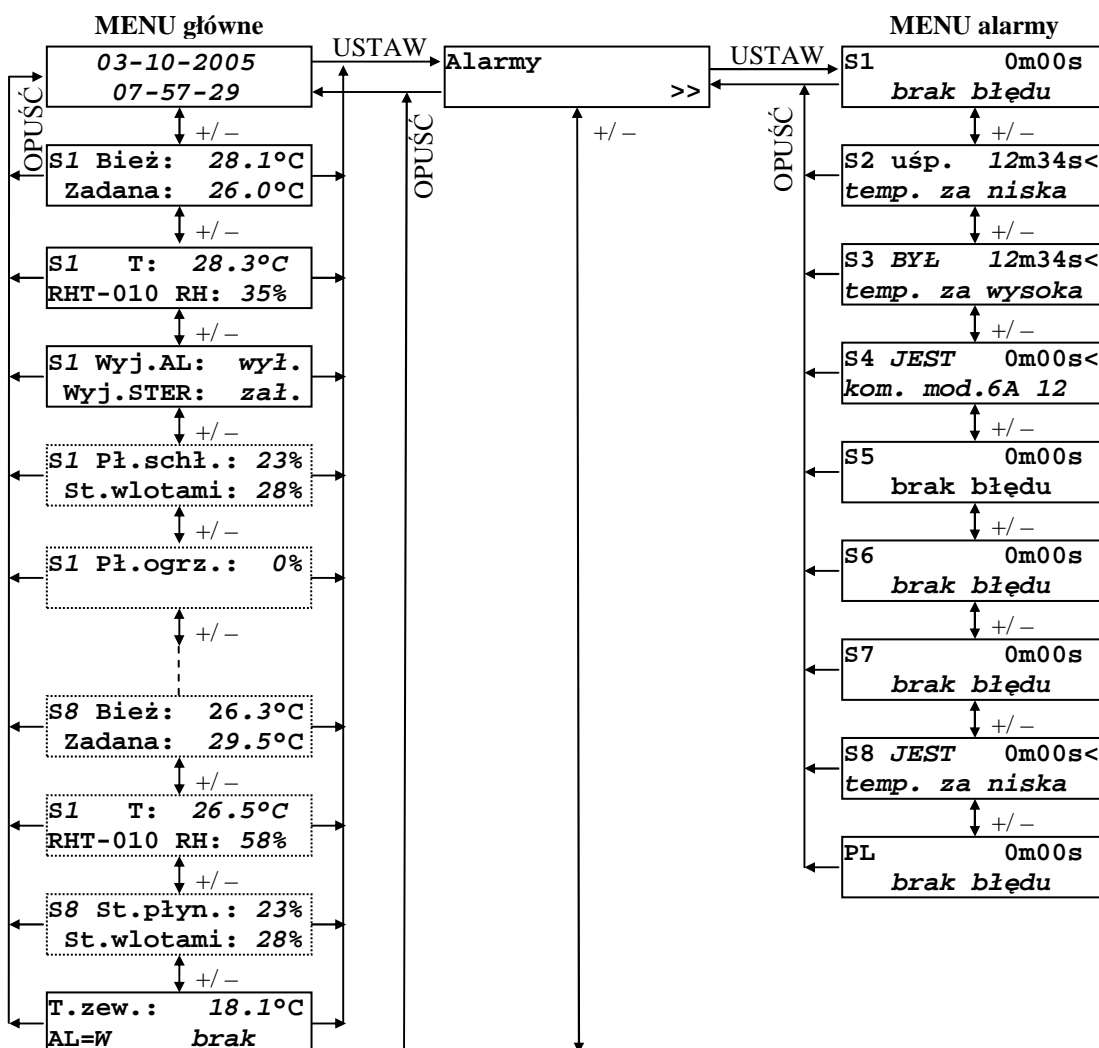 MENU główne
03-10-2005
07-57-29
OPUŚĆ
USTAW
+/–
S1 Bież: 28.1°C
Zadana: 26.0°C
+/–
S1 T: 28.3°C
RHT-010 RH: 35%
+/–
S1 Wyj.AL: wył.
Wyj.STER: zał.
+/–
S1 Pł.schł.: 23%
St.wlotami: 28%
+/–
S1 Pł.ogrz.: 0%
+/–
S8 Bież: 26.3°C
Zadana: 29.5°C
+/–
S1 T: 26.5°C
RHT-010 RH: 58%
+/–
S8 St.płyn.: 23%
St.wlotami: 28%
+/–
T.zew.: 18.1°C
AL=W brak
Alarmy
>>
OPUŚĆ
+/–
USTAW
MENU alarmy
S1 0m00s
brak błędu
OPUŚĆ
+/–
S2 uśp. 12m34s<
temp. za niska
+/–
S3 BYŁ 12m34s<
temp. za wysoka
+/–
S4 JEST 0m00s<
kom. mod.6A 12
+/–
S5 0m00s
brak błędu
+/–
S6 0m00s
brak błędu
+/–
S7 0m00s
brak błędu
+/–
S8 JEST 0m00s<
temp. za niska
+/–
PL 0m00s
brak błędu